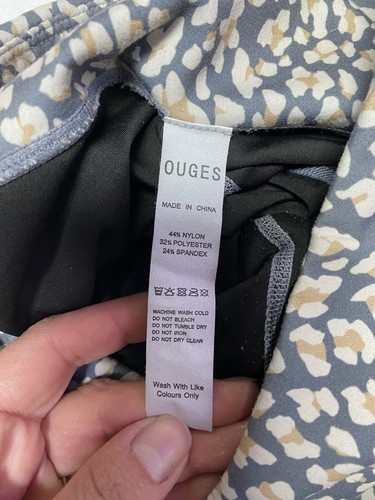 OUGES
MADE IN CHINA
44% NYLON
32% POLYESTER
24% SPANDEX
MACHINE WASH COLD
DO NOT BLEACH
DO NOT TUMBLE DRY
DO NOT IRON
DO NOT DRY CLEAN
Wash With Like
Colours Only